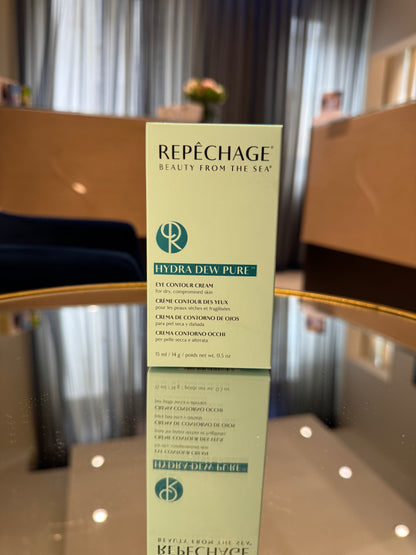 REPÊCHAGE®
BEAUTY FROM THE SEA®
HYDRA DEW PURE™
EYE CONTOUR CREAM
for dry, compromised skin
CRÈME CONTOUR DES YEUX
pour les peaux sèches et fragilisées
CREMA DE CONTORNO DE OJOS
para piel seca y dañada
CREMA CONTORNO OCCHI
per pelle secca e alterata
15 ml / 14 g / poids net wt. 0.5 oz